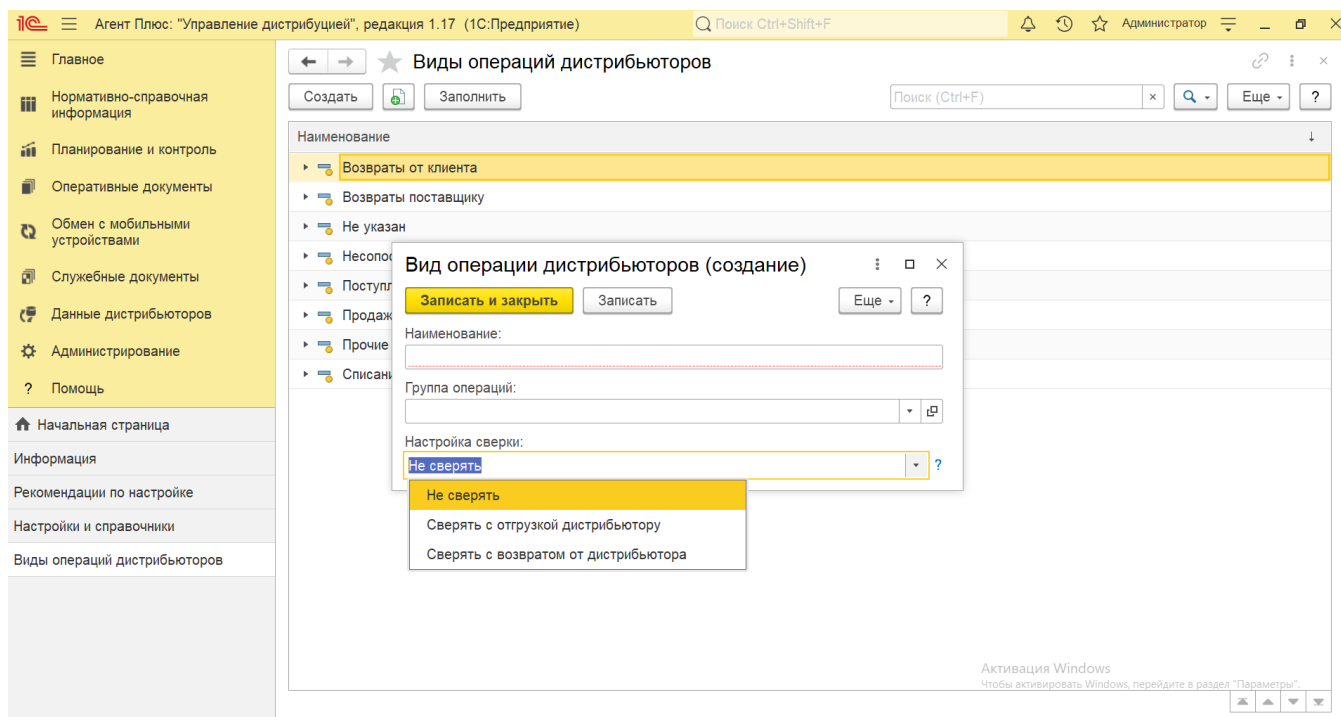 1С Агент Плюс: "Управление дистрибуцией", редакция 1.17 (1С:Предприятие) Поиск Ctrl+Shift+F Администратор
Главное
Нормативно-справочная
информация
Планирование и контроль
Оперативные документы
Обмен с мобильными
устройствами
Служебные документы
Данные дистрибьюторов
Администрирование
? Помощь
Начальная страница
Информация
Рекомендации по настройке
Настройки и справочники
Виды операций дистрибьюторов
Виды операций дистрибьюторов
Создать Заполнить Поиск (Ctrl+F) × Еще ?
Наименование
Возвраты от клиента
Возвраты поставщику
Не указан
Несопо
Поступл
Продаж
Прочие
Списан
Вид операции дистрибьюторов (создание)
Записать и закрыть Записать Еще ?
Наименование:
Группа операций:
Настройка сверки:
Не сверять ?
Не сверять
Сверять с отгрузкой дистрибьютору
Сверять с возвратом от дистрибьютора
Активация Windows
Чтобы активировать Windows, перейдите в раздел "Параметры".